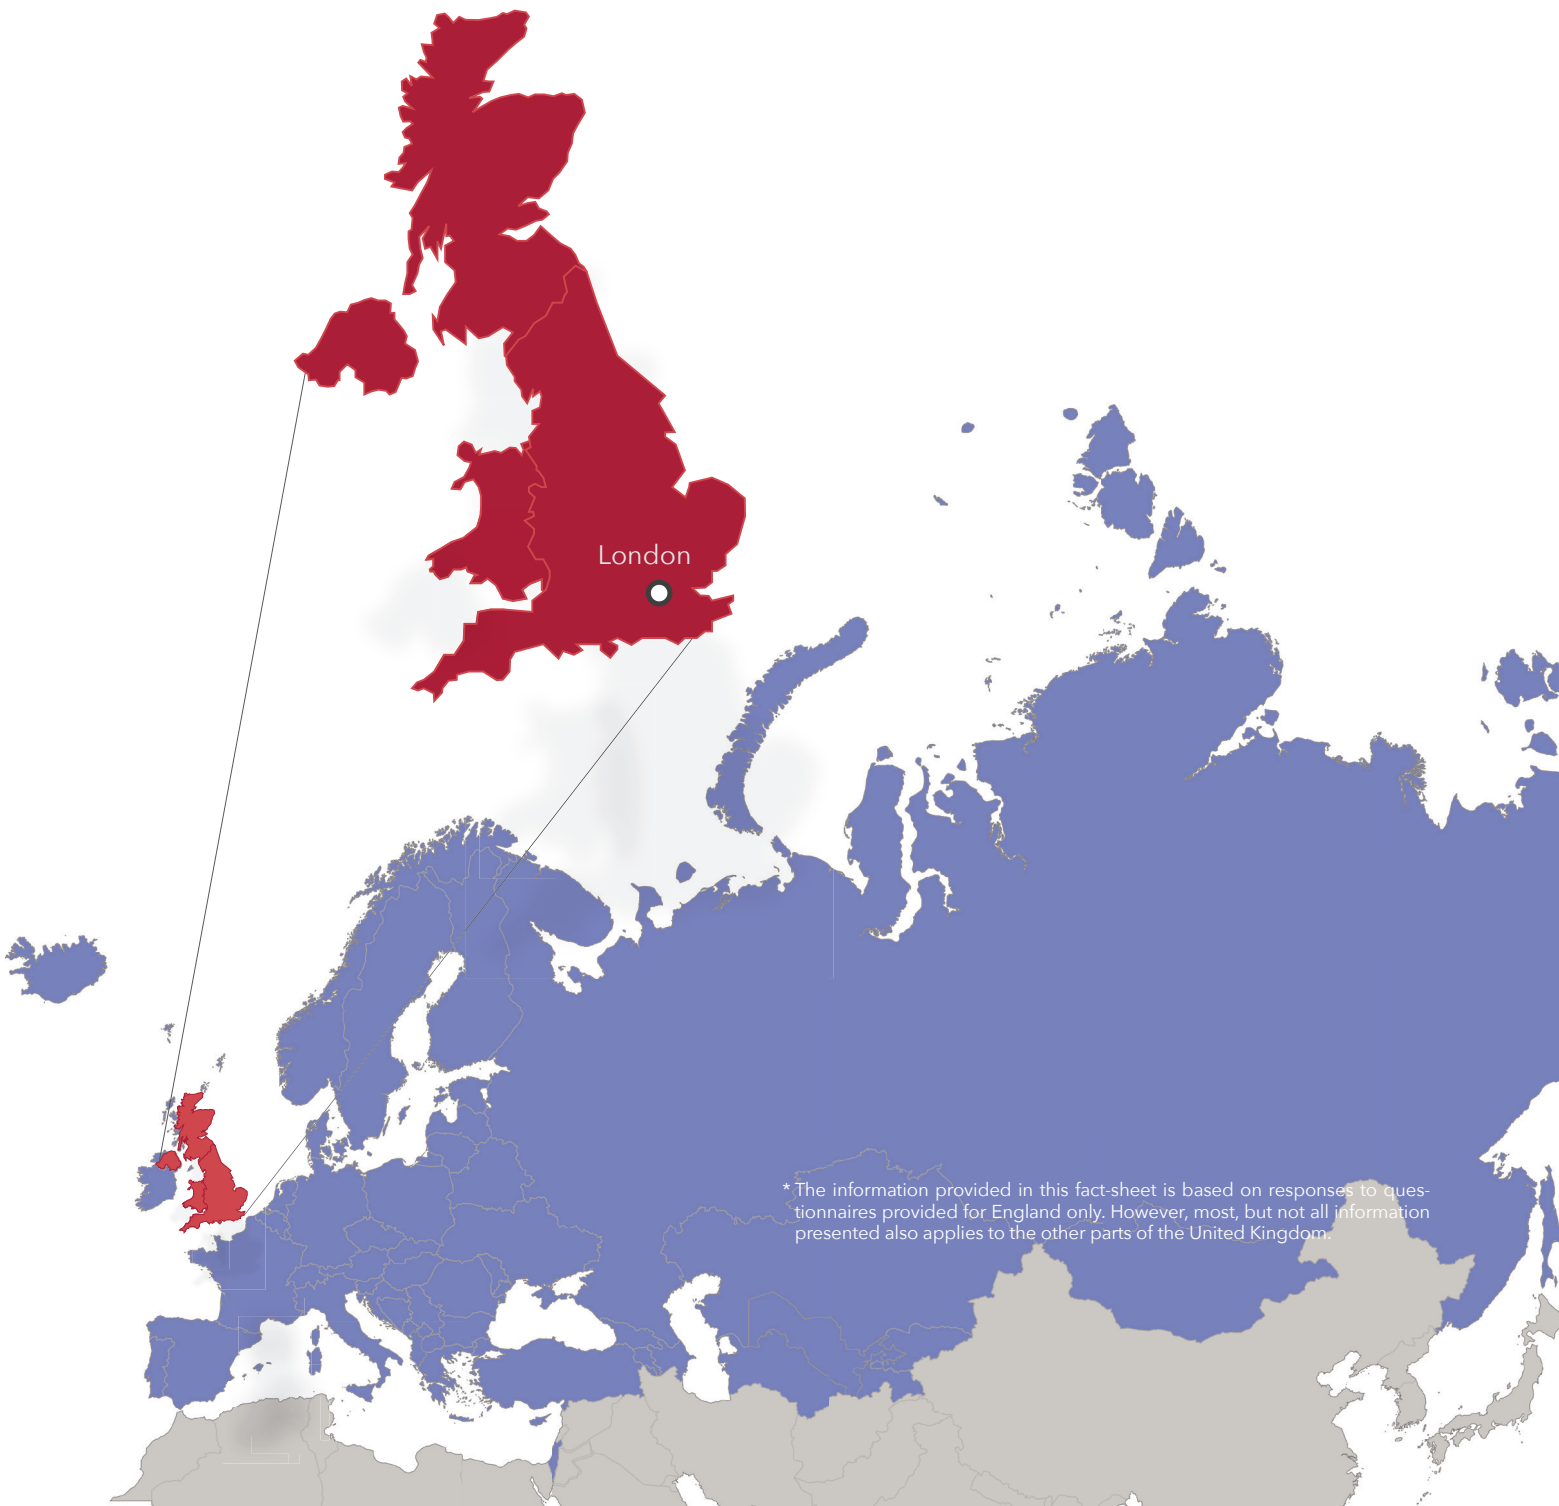 London
* The information provided in this fact-sheet is based on responses to ques-
tionnaires provided for England only. However, most, but not all information
presented also applies to the other parts of the United Kingdom.